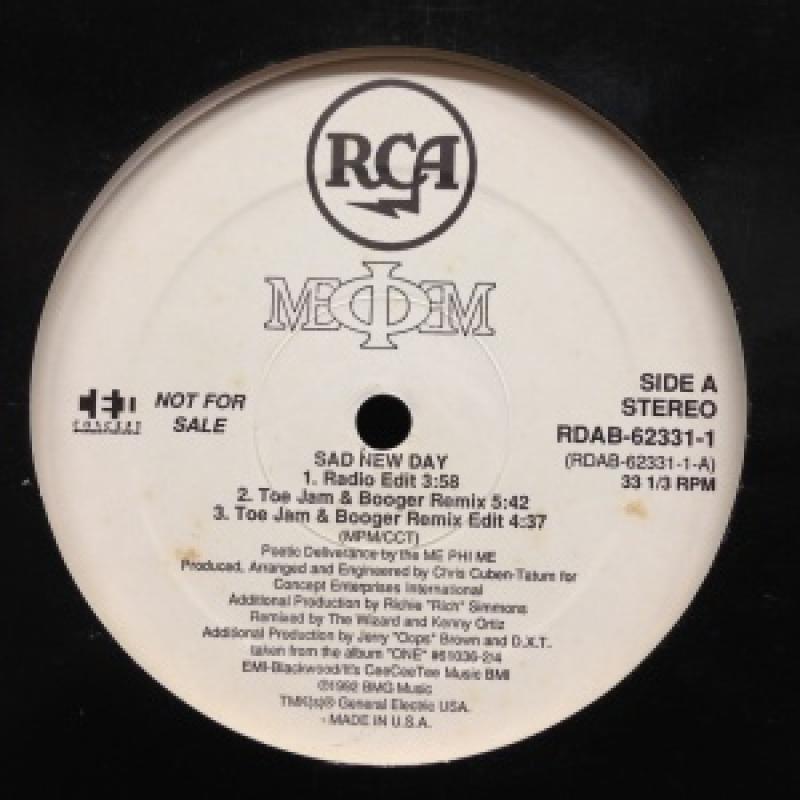 RCA
ME Φ EM
CONCEPT
NOT FOR
SALE
SIDE A
STEREO
RDAB-62331-1
(RDAB-62331-1-A)
33 1/3 RPM
SAD NEW DAY
1. Radio Edit 3:58
2. Toe Jam & Booger Remix 5:42
3. Toe Jam & Booger Remix Edit 4:37
(MPM/CCT)
Poetic Deliverance by the ME PHI ME
Produced, Arranged and Engineered by Chris Cuben-Tatum for
Concept Enterprises International
Additional Production by Richie "Rich" Simmons
Remixed by The Wizard and Kenny Ortiz
Additional Production by Jerry "Oops" Brown and D.X.T.
taken from the album "ONE" #61036-2/4
EMI-Blackwood/It's CeeCeeTee Music BMI
℗1992 BMG Music
TMK(s)® General Electric USA.
- MADE IN U.S.A.